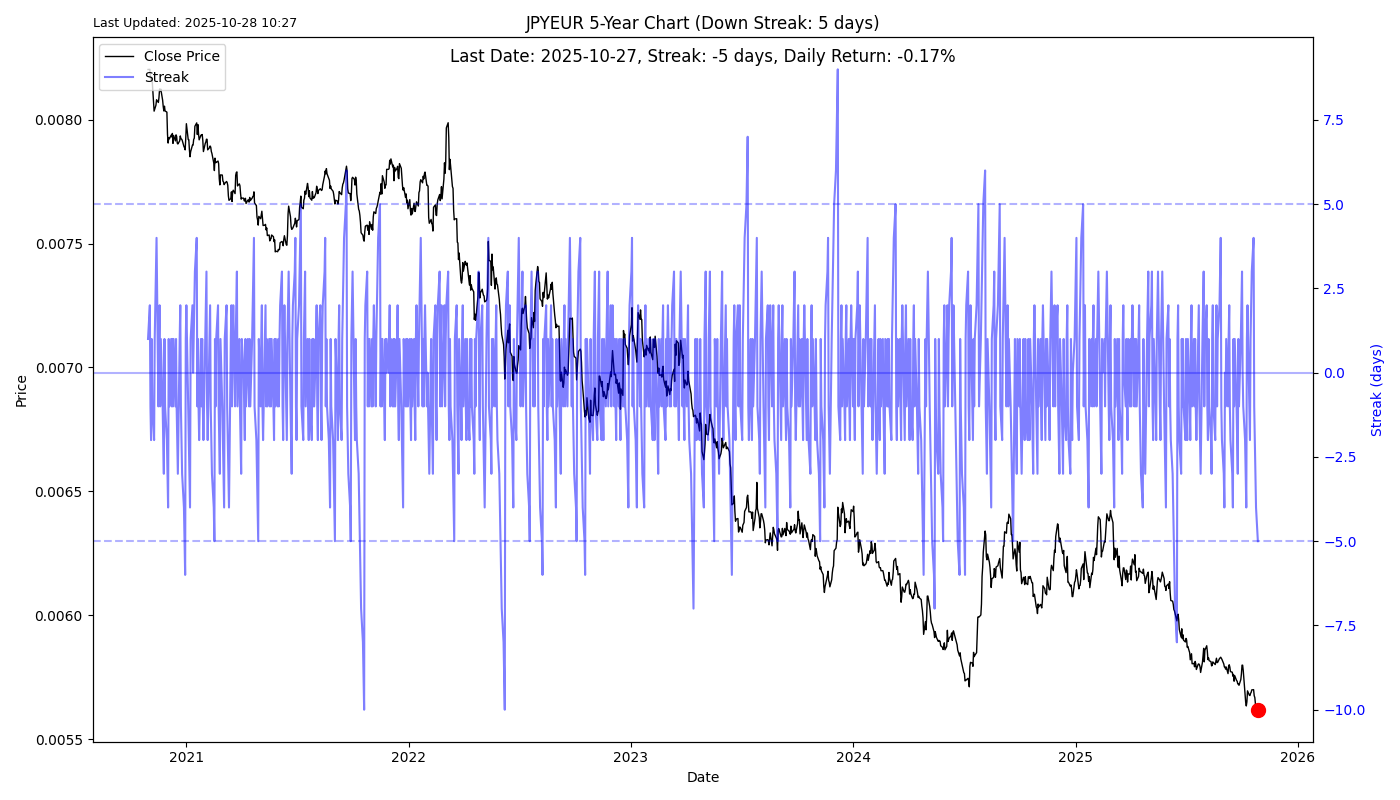 Last Updated: 2025-10-28 10:27
JPYEUR 5-Year Chart (Down Streak: 5 days)
Last Date: 2025-10-27, Streak: -5 days, Daily Return: -0.17%
Close Price
Streak
0.0080
0.0075
0.0070
0.0065
0.0060
0.0055
Price
7.5
5.0
2.5
0.0
−2.5
−5.0
−7.5
−10.0
Streak (days)
2021
2022
2023
2024
2025
2026
Date